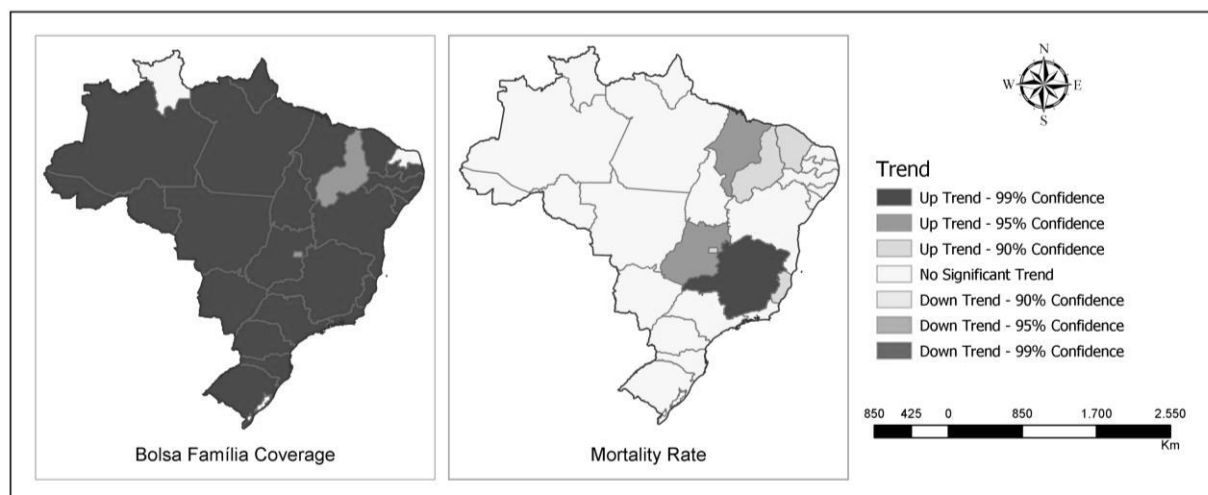 Bolsa Família Coverage
Mortality Rate
N
W E
S
Trend
Up Trend - 99% Confidence
Up Trend - 95% Confidence
Up Trend - 90% Confidence
No Significant Trend
Down Trend - 90% Confidence
Down Trend - 95% Confidence
Down Trend - 99% Confidence
850 425 0 850 1.700 2.550
Km